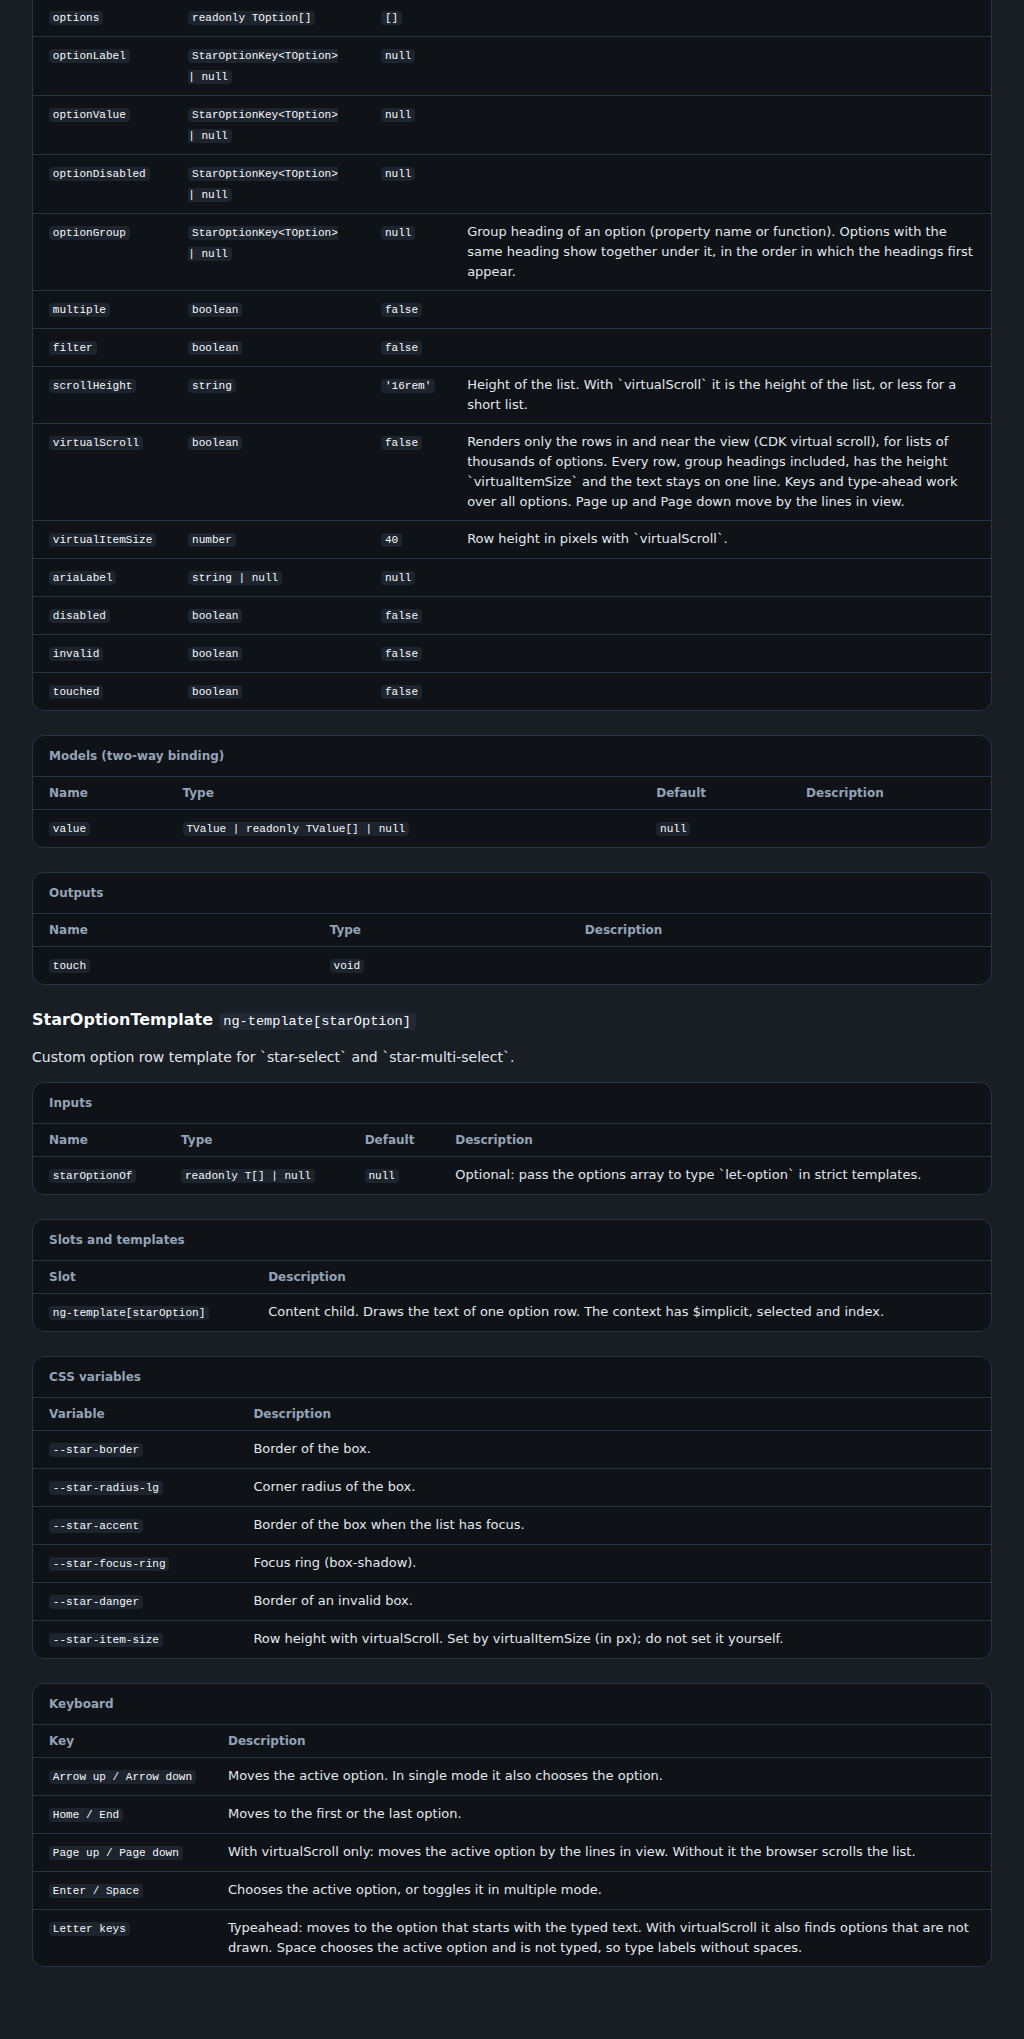 options readonly TOption[] []
optionLabel StarOptionKey<TOption> null
| null
optionValue StarOptionKey<TOption> null
| null
optionDisabled StarOptionKey<TOption> null
| null
optionGroup StarOptionKey<TOption> null Group heading of an option (property name or function). Options with the
| null same heading show together under it, in the order in which the headings first
appear.
multiple boolean false
filter boolean false
scrollHeight string '16rem' Height of the list. With `virtualScroll` it is the height of the list, or less for a
short list.
virtualScroll boolean false Renders only the rows in and near the view (CDK virtual scroll), for lists of
thousands of options. Every row, group headings included, has the height
`virtualItemSize` and the text stays on one line. Keys and type-ahead work
over all options. Page up and Page down move by the lines in view.
virtualItemSize number 40 Row height in pixels with `virtualScroll`.
ariaLabel string | null null
disabled boolean false
invalid boolean false
touched boolean false
Models (two-way binding)
Name Type Default Description
value TValue | readonly TValue[] | null null
Outputs
Name Type Description
touch void
StarOptionTemplate ng-template[starOption]
Custom option row template for `star-select` and `star-multi-select`.
Inputs
Name Type Default Description
starOptionOf readonly T[] | null null Optional: pass the options array to type `let-option` in strict templates.
Slots and templates
Slot Description
ng-template[starOption] Content child. Draws the text of one option row. The context has $implicit, selected and index.
CSS variables
Variable Description
--star-border Border of the box.
--star-radius-lg Corner radius of the box.
--star-accent Border of the box when the list has focus.
--star-focus-ring Focus ring (box-shadow).
--star-danger Border of an invalid box.
--star-item-size Row height with virtualScroll. Set by virtualItemSize (in px); do not set it yourself.
Keyboard
Key Description
Arrow up / Arrow down Moves the active option. In single mode it also chooses the option.
Home / End Moves to the first or the last option.
Page up / Page down With virtualScroll only: moves the active option by the lines in view. Without it the browser scrolls the list.
Enter / Space Chooses the active option, or toggles it in multiple mode.
Letter keys Typeahead: moves to the option that starts with the typed text. With virtualScroll it also finds options that are not
drawn. Space chooses the active option and is not typed, so type labels without spaces.